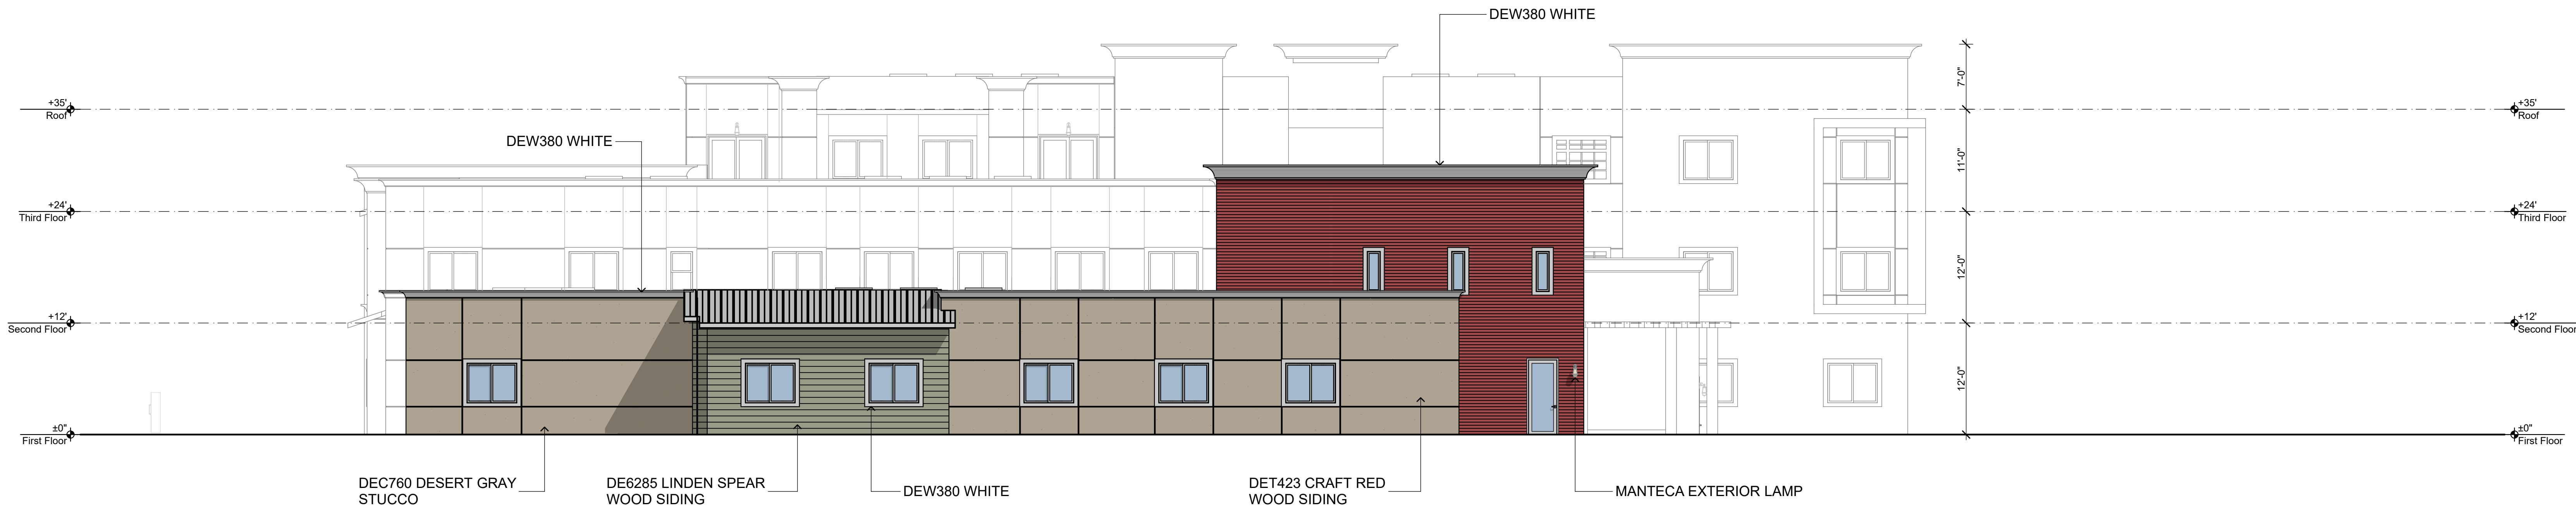 DEW380 WHITE
7'-0"
+35'
Roof
+35'
Roof
DEW380 WHITE
11'-0"
+24'
Third Floor
+24'
Third Floor
12'-0"
+12'
Second Floor
+12'
Second Floor
12'-0"
±0"
First Floor
±0"
First Floor
DEC760 DESERT GRAY
STUCCO
DE6285 LINDEN SPEAR
WOOD SIDING
DEW380 WHITE
DET423 CRAFT RED
WOOD SIDING
MANTECA EXTERIOR LAMP